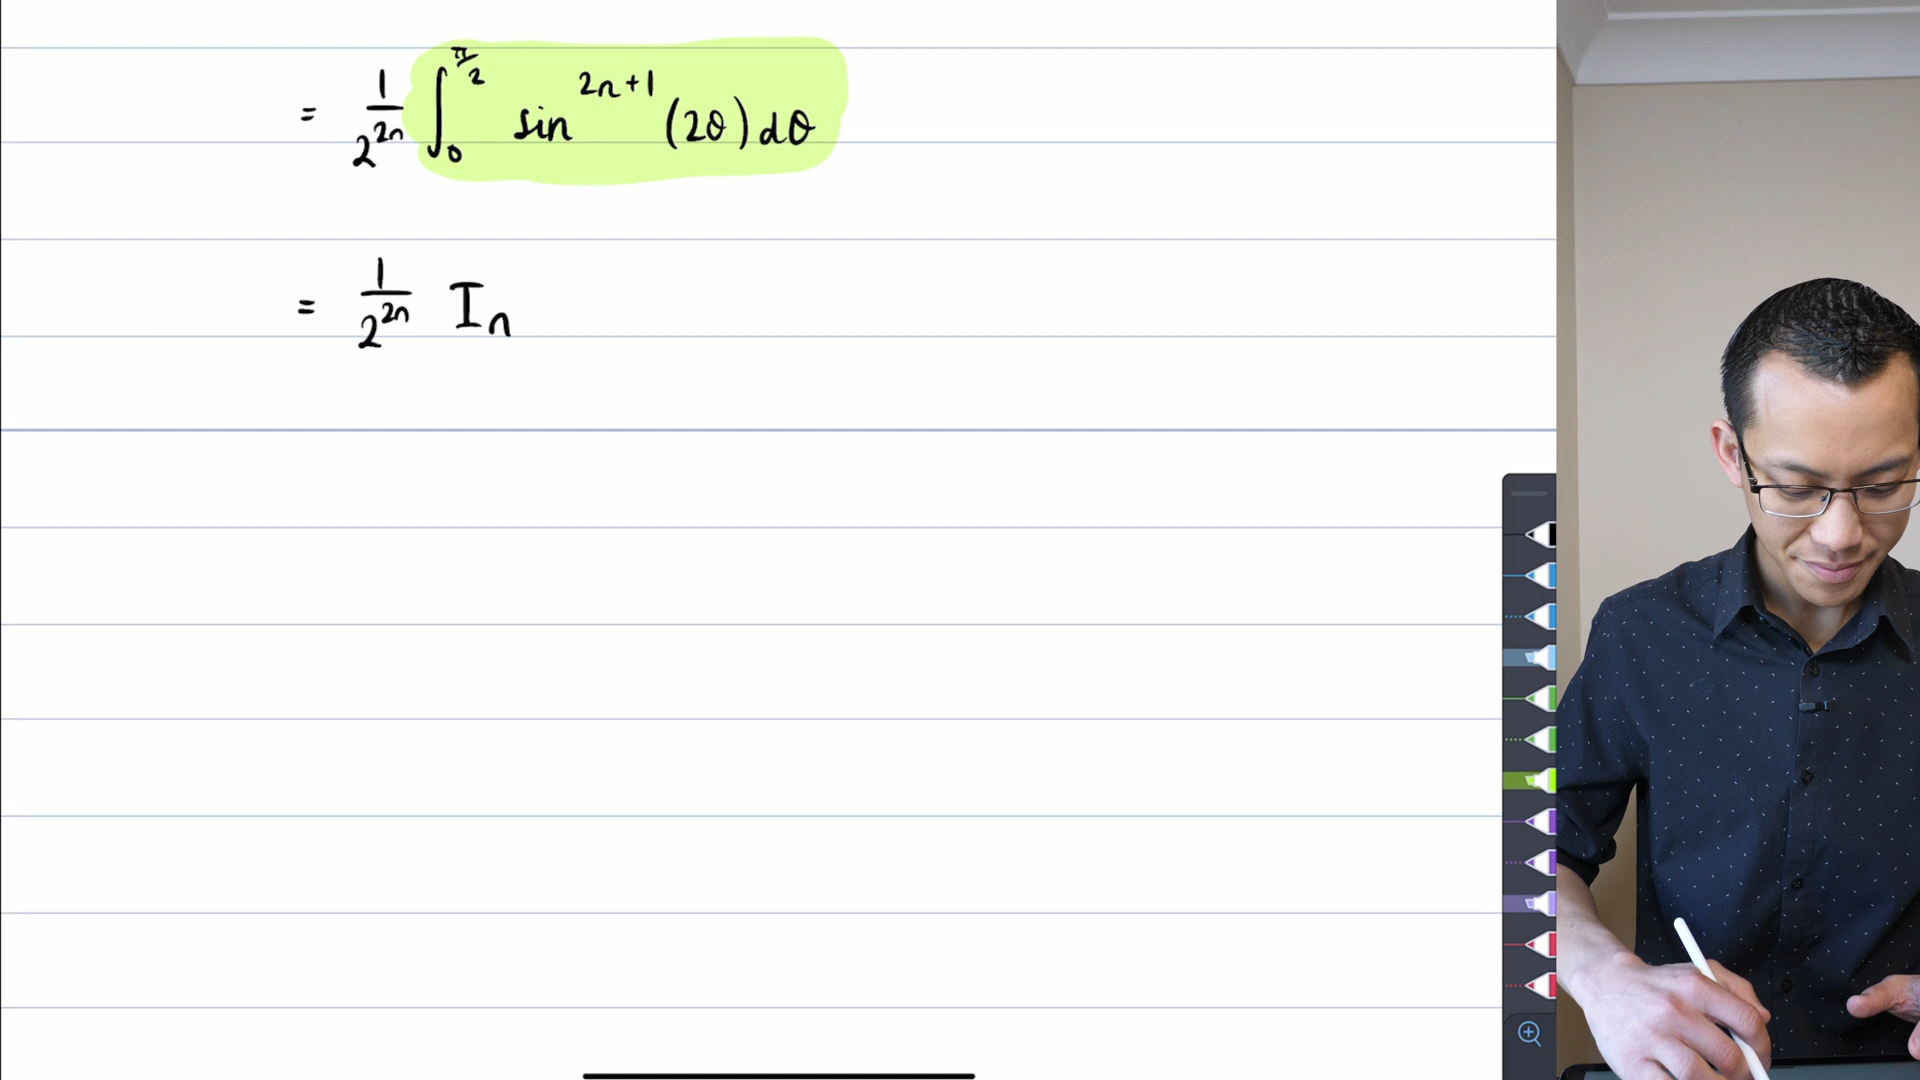 = 1/2^{2n} ∫_0^{π/2} sin^{2n+1} (2θ) dθ
= 1/2^{2n} I_n